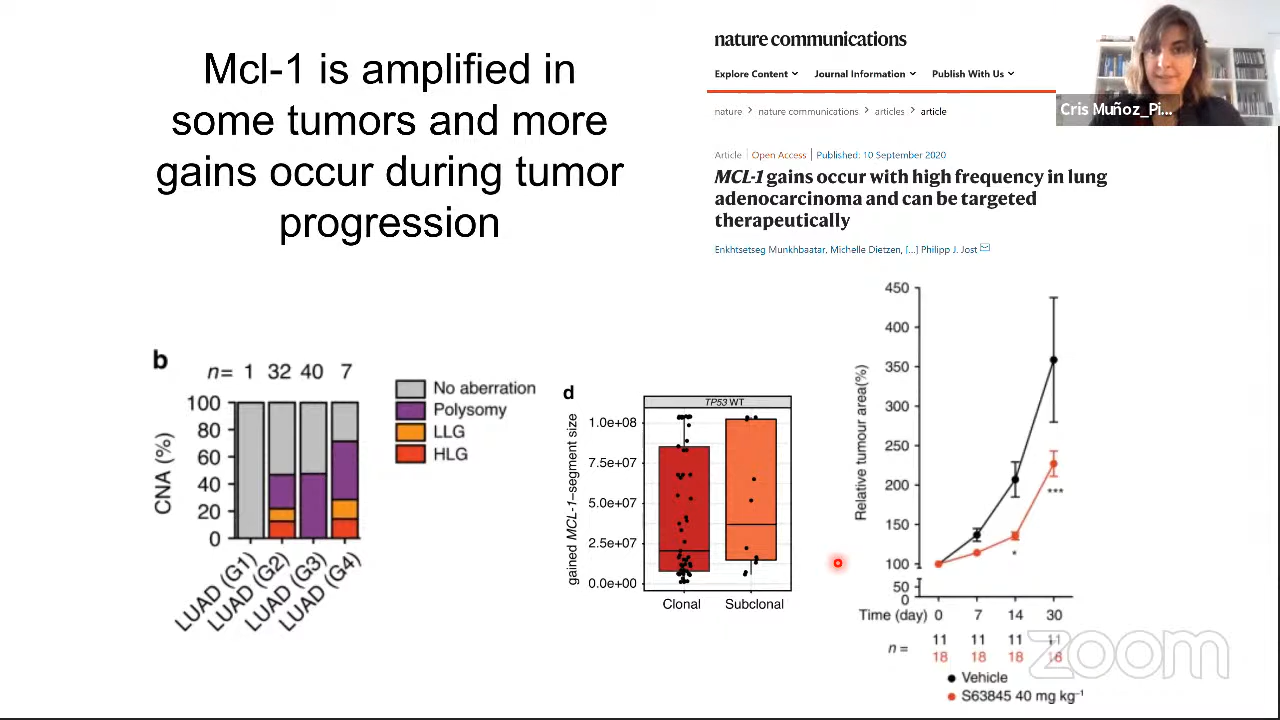 Mcl-1 is amplified in
some tumors and more
gains occur during tumor
progression
nature communications
Explore Content
Journal Information
Publish With Us
nature > nature communications > articles > article
Cris Muñoz_Pi...
Article | Open Access | Published: 10 September 2020
MCL-1 gains occur with high frequency in lung
adenocarcinoma and can be targeted
therapeutically
Enkhtsetseg Munkhbaatar, Michelle Dietzen, [...] Philipp J. Jost
b
n= 1 32 40 7
CNA (%)
100
80
60
40
20
0
LUAD (G1)
LUAD (G2)
LUAD (G3)
LUAD (G4)
No aberration
Polysomy
LLG
HLG
d
TP53 WT
gained MCL-1–segment size
1.0e+08
7.5e+07
5.0e+07
2.5e+07
0.0e+00
Clonal Subclonal
Relative tumour area(%)
450
400
350
300
250
200
150
100
50
0
***
*
Time (day) 0 7 14 30
n =
11 11 11 11
18 18 18 18
Vehicle
S63845 40 mg kg⁻¹
zoom